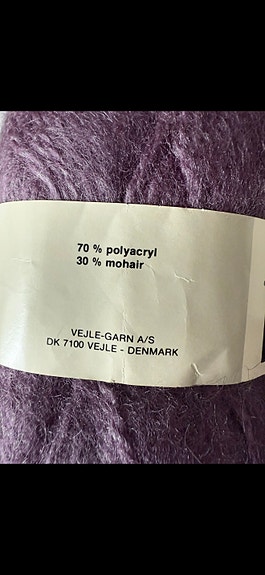 70 % polyacryl
30 % mohair
VEJLE-GARN A/S
DK 7100 VEJLE - DENMARK